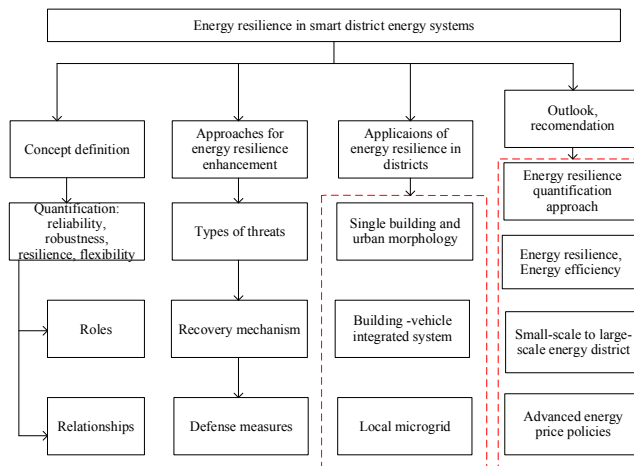 Energy resilience in smart district energy systems
Concept definition
Quantification:
reliability,
robustness,
resilience, flexibility
Roles
Relationships
Approaches for
energy resilience
enhancement
Types of threats
Recovery mechanism
Defense measures
Applicaions of
energy resilience in
districts
Single building and
urban morphology
Building -vehicle
integrated system
Local microgrid
Outlook,
recomendation
Energy resilience
quantification
approach
Energy resilience,
Energy efficiency
Small-scale to large-
scale energy district
Advanced energy
price policies